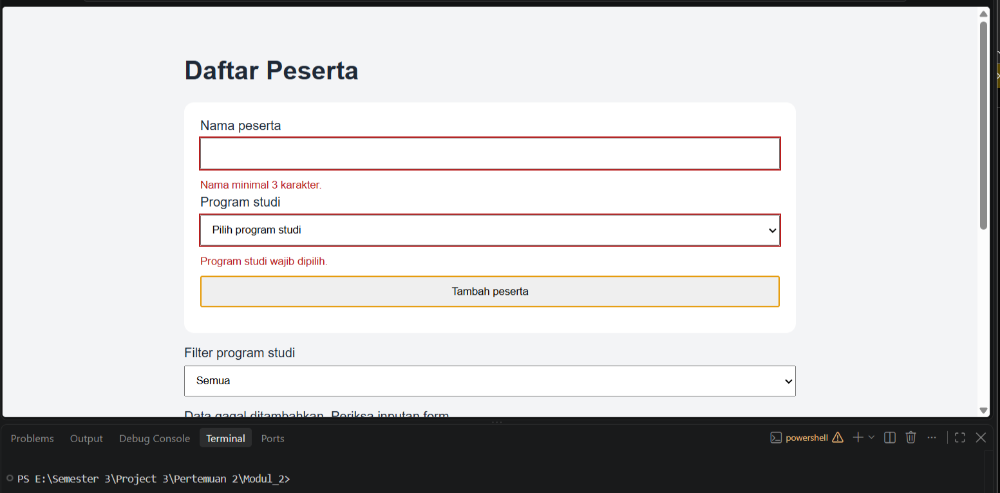 Daftar Peserta
Nama peserta
Nama minimal 3 karakter.
Program studi
Pilih program studi
Program studi wajib dipilih.
Tambah peserta
Filter program studi
Semua
Data gagal ditambahkan. Periksa inputan form.
Problems Output Debug Console Terminal Ports powershell
PS E:\Semester 3\Project 3\Pertemuan 2\Modul_2>